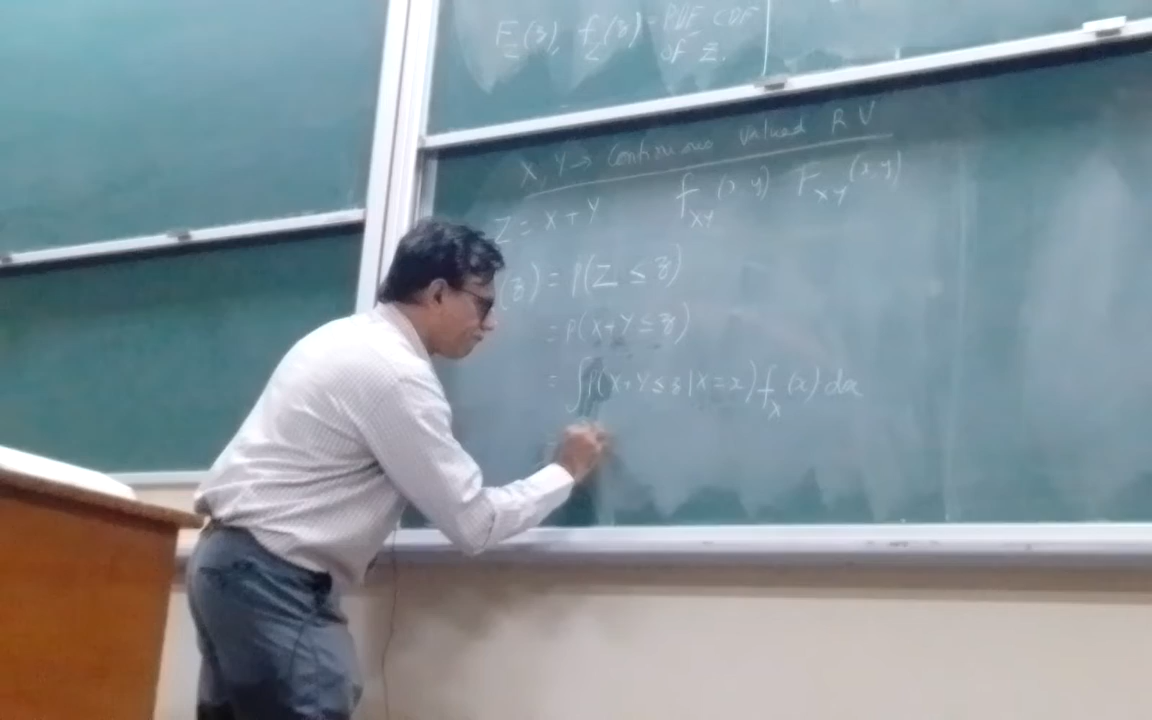 F_Z(z), f_Z(z) = PDF CDF
of Z.
X, Y → Continuous valued RV
Z = X + Y f_XY(x, y) F_XY(x, y)
(z) = P(Z ≤ z)
= P(X + Y ≤ z)
= ∫ P(X + Y ≤ z | X = x) f_X(x) dx